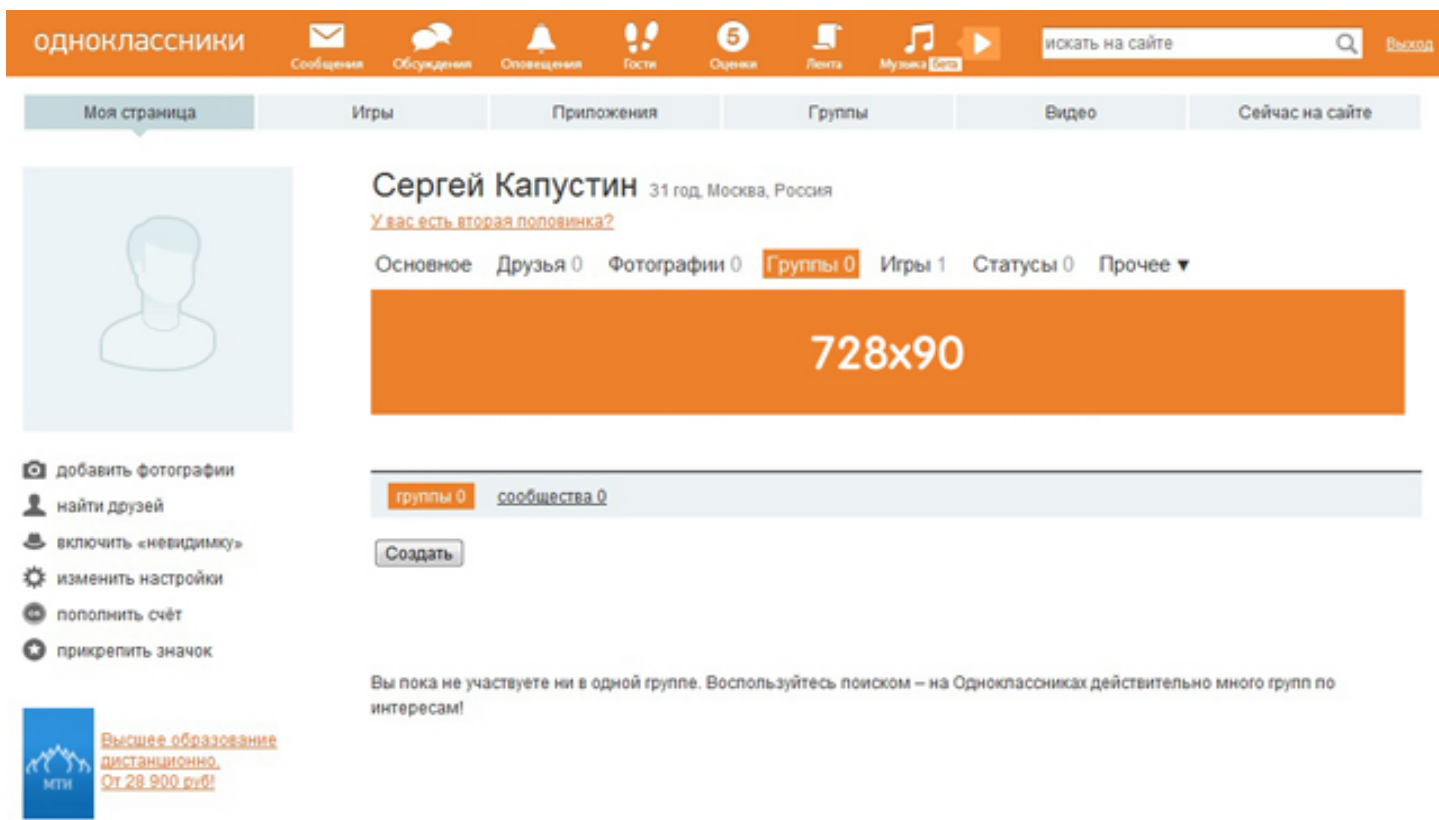 одноклассники
Сообщения Обсуждения Оповещения Гости 5 Оценки Лента Музыка бета искать на сайте Выход
Моя страница Игры Приложения Группы Видео Сейчас на сайте
Сергей Капустин 31 год, Москва, Россия
У вас есть вторая половинка?
Основное Друзья 0 Фотографии 0 Группы 0 Игры 1 Статусы 0 Прочее ▼
728x90
добавить фотографии
найти друзей
включить «невидимку»
изменить настройки
пополнить счёт
прикрепить значок
группы 0 сообщества 0
Создать
Вы пока не участвуете ни в одной группе. Воспользуйтесь поиском – на Одноклассниках действительно много групп по
интересам!
МТИ
Высшее образование
дистанционно.
От 28 900 руб!